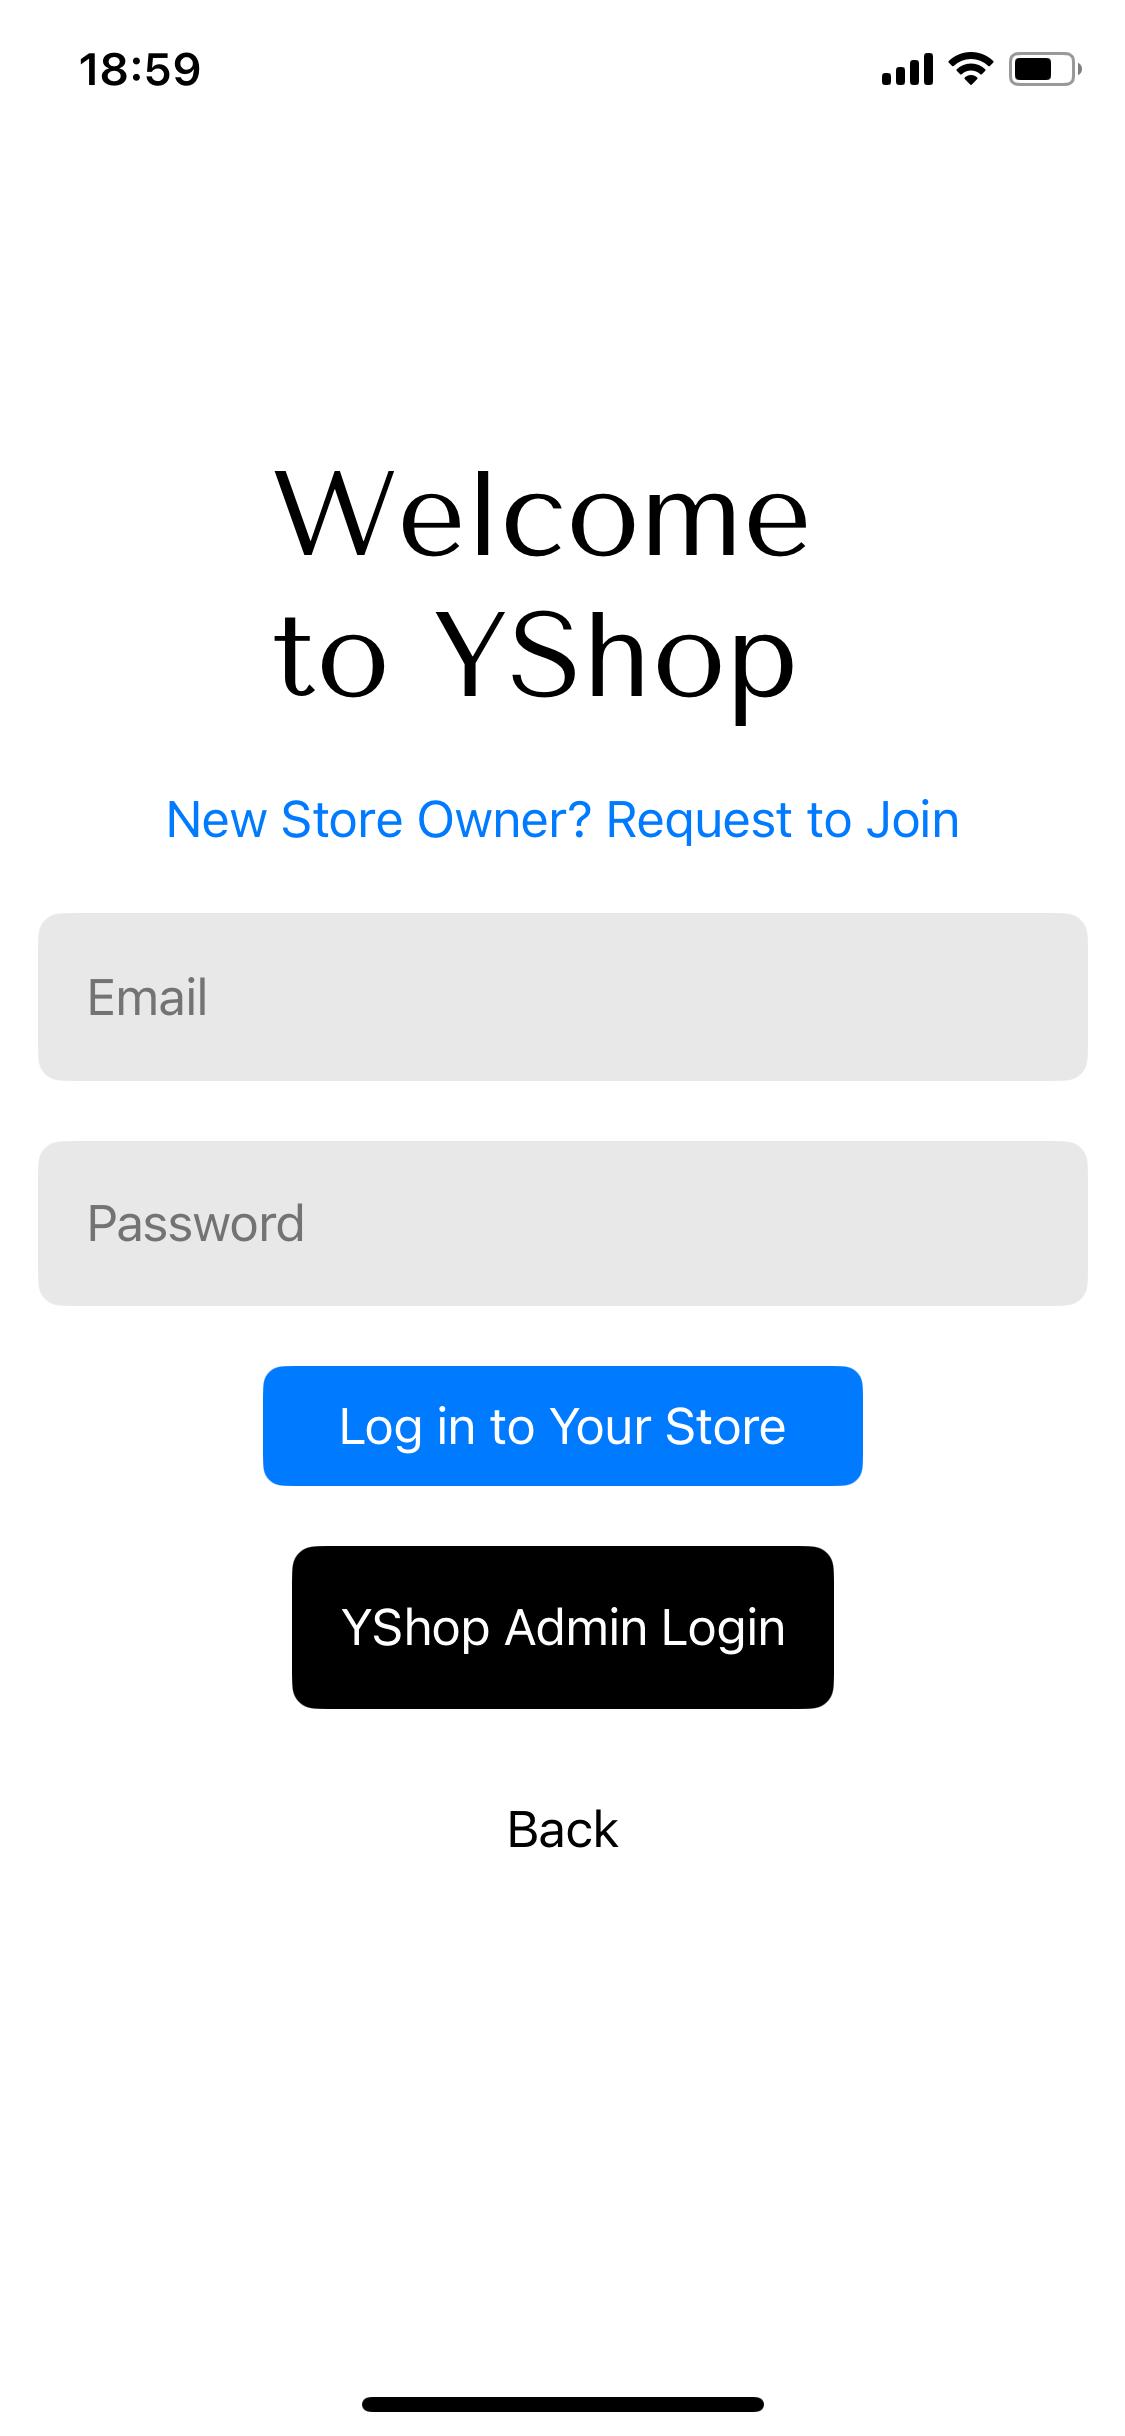 18:59
Welcome
to YShop
New Store Owner? Request to Join
Email
Password
Log in to Your Store
YShop Admin Login
Back